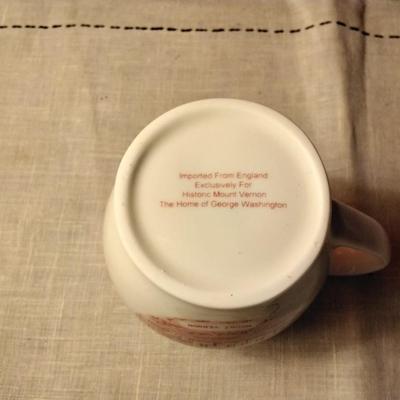 Imported From England
Exclusively For
Historic Mount Vernon
The Home of George Washington